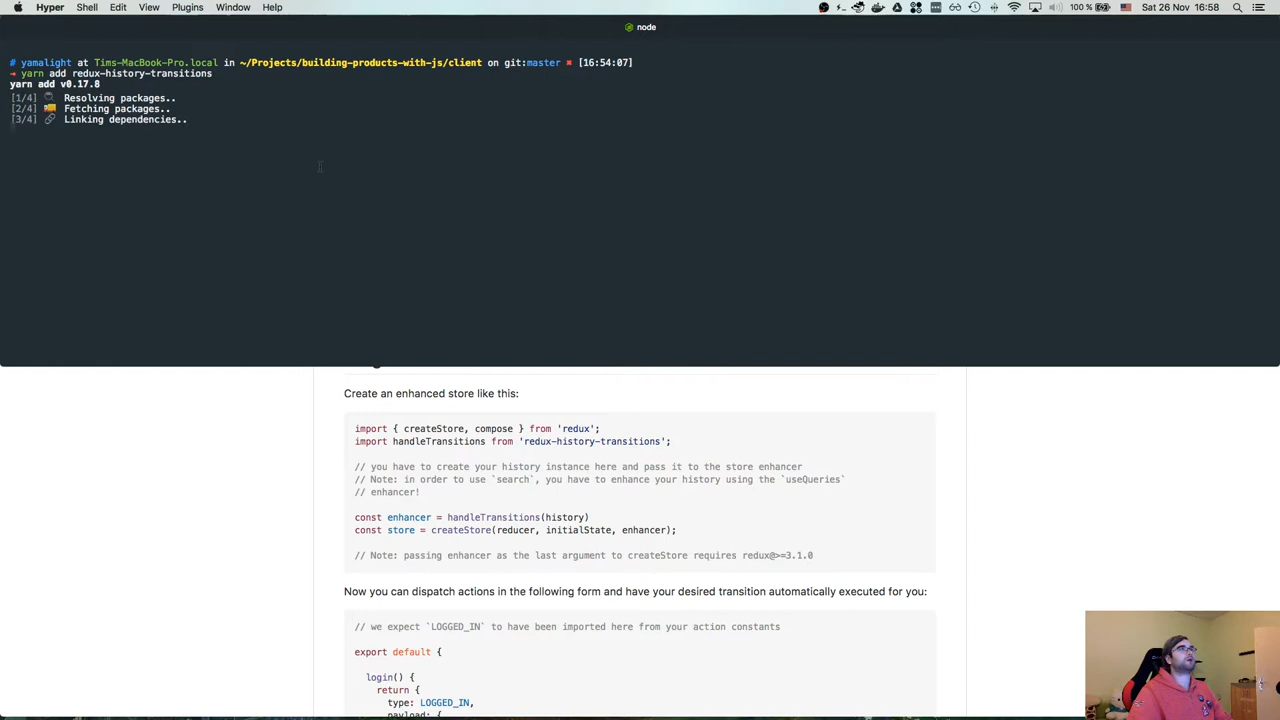 Hyper Shell Edit View Plugins Window Help 100 % Sat 26 Nov 16:58
node
# yamalight at Tims-MacBook-Pro.local in ~/Projects/building-products-with-js/client on git:master ✖ [16:54:07]
→ yarn add redux-history-transitions
yarn add v0.17.8
[1/4] 🔍 Resolving packages..
[2/4] 🚚 Fetching packages..
[3/4] 🔗 Linking dependencies..
Create an enhanced store like this:
import { createStore, compose } from 'redux';
import handleTransitions from 'redux-history-transitions';
// you have to create your history instance here and pass it to the store enhancer
// Note: in order to use `search`, you have to enhance your history using the `useQueries`
// enhancer!
const enhancer = handleTransitions(history)
const store = createStore(reducer, initialState, enhancer);
// Note: passing enhancer as the last argument to createStore requires redux@>=3.1.0
Now you can dispatch actions in the following form and have your desired transition automatically executed for you:
// we expect `LOGGED_IN` to have been imported here from your action constants
export default {
login() {
return {
type: LOGGED_IN,
payload: {